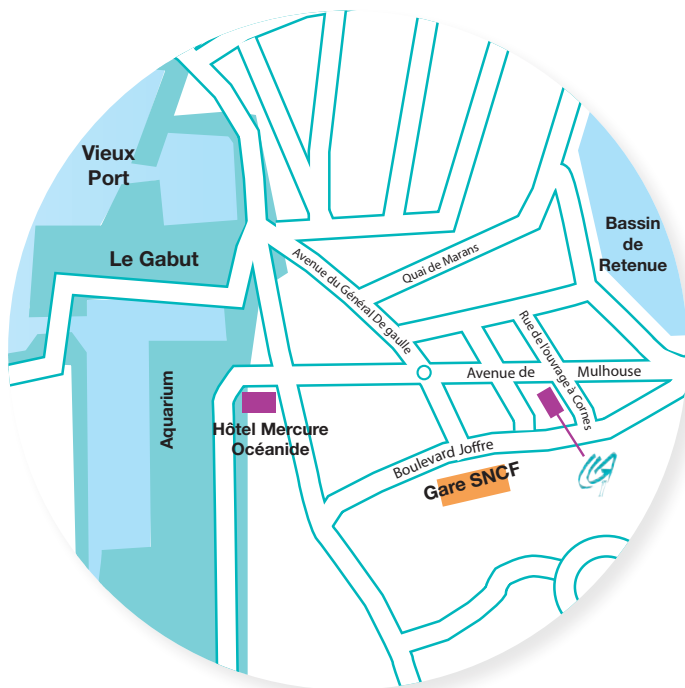 Vieux
Port
Le Gabut
Bassin
de
Retenue
Quai de Marans
Avenue du Général De gaulle
Rue de l'ouvrage à Cornes
Avenue de Mulhouse
Aquarium
Hôtel Mercure
Océanide
Boulevard Joffre
Gare SNCF